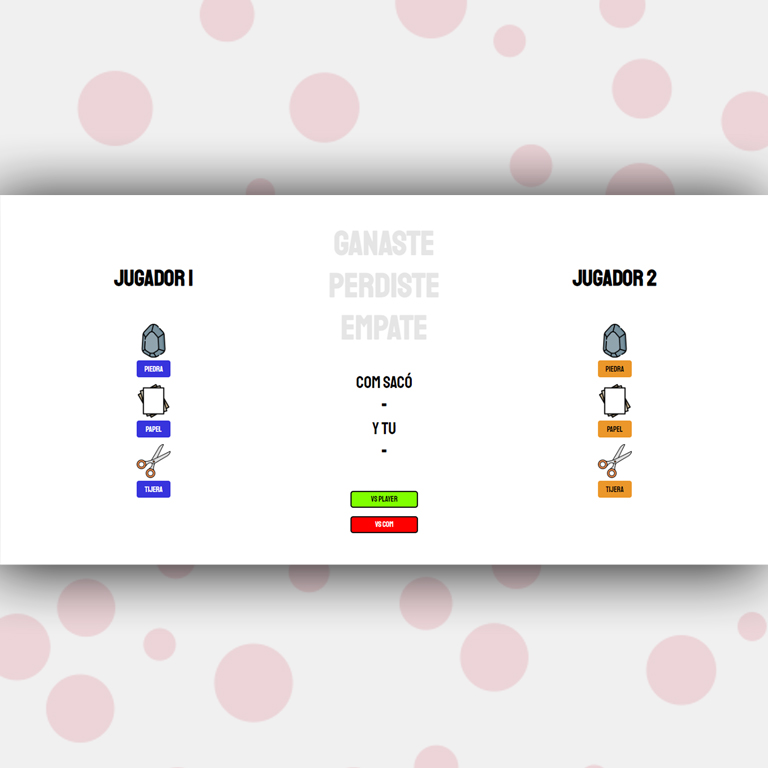 JUGADOR 1
PIEDRA
PAPEL
TIJERA
GANASTE
PERDISTE
EMPATE
COM SACÓ
-
Y TU
-
VS PLAYER
VS COM
JUGADOR 2
PIEDRA
PAPEL
TIJERA